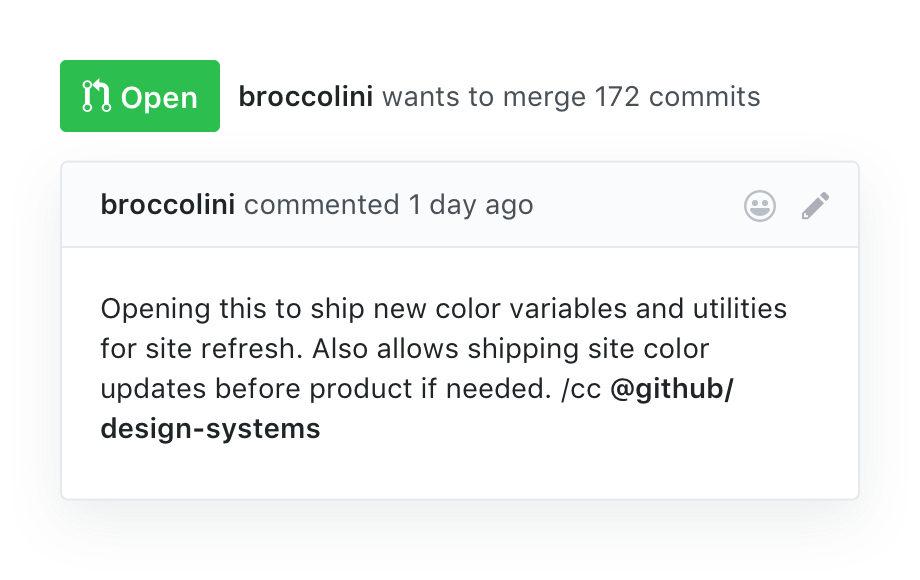 Open
broccolini wants to merge 172 commits
broccolini commented 1 day ago
Opening this to ship new color variables and utilities
for site refresh. Also allows shipping site color
updates before product if needed. /cc @github/
design-systems